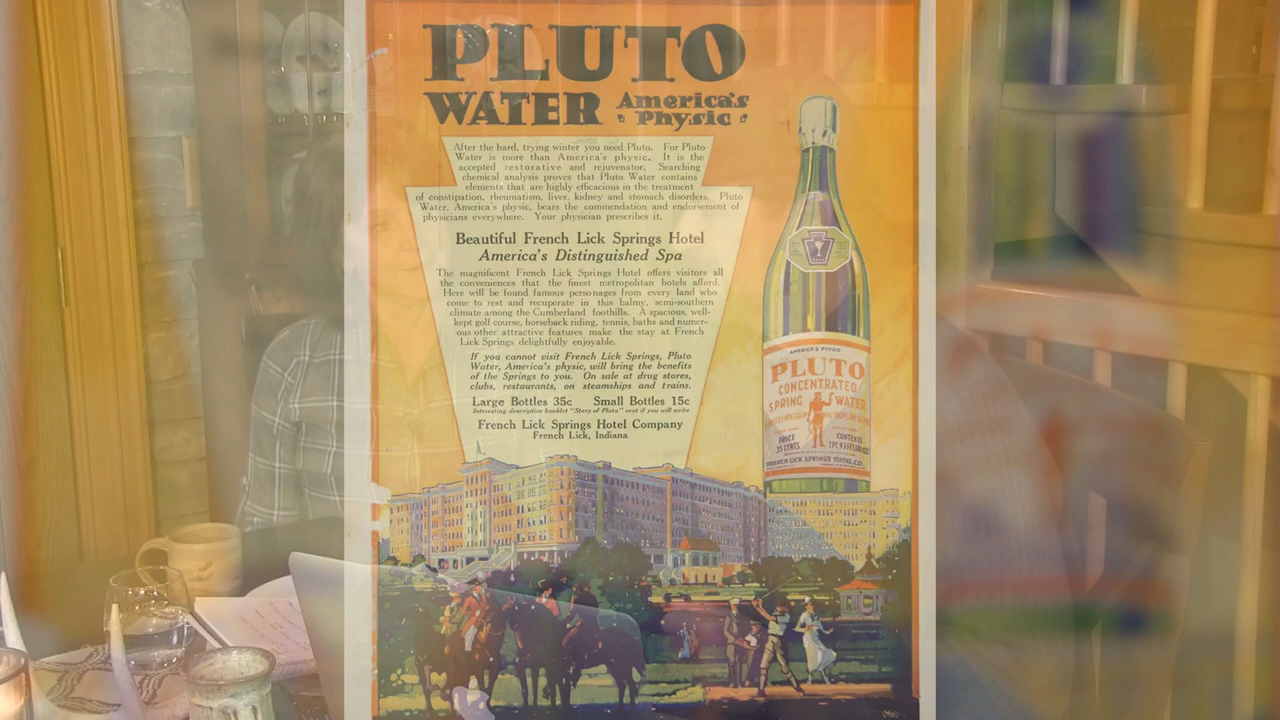 PLUTO
WATER America's
Physic
After the hard, trying winter you need Pluto. For Pluto
Water is more than America's physic. It is the
accepted restorative and rejuvenator. Searching
chemical analysis proves that Pluto Water contains
elements that are highly efficacious in the treatment
of constipation, rheumatism, liver, kidney and stomach disorders. Pluto
Water, America's physic, bears the commendation and endorsement of
physicians everywhere. Your physician prescribes it.
Beautiful French Lick Springs Hotel
America's Distinguished Spa
The magnificent French Lick Springs Hotel offers visitors all
the conveniences that the finest metropolitan hotels afford.
Here will be found famous personages from every land who
come to rest and recuperate in this balmy, semi-southern
climate among the Cumberland foothills. A spacious, well-
kept golf course, horseback riding, tennis, baths and numer-
ous other attractive features make the stay at French
Lick Springs delightfully enjoyable.
If you cannot visit French Lick Springs, Pluto
Water, America's physic, will bring the benefits
of the Springs to you. On sale at drug stores,
clubs, restaurants, on steamships and trains.
Large Bottles 35c Small Bottles 15c
Interesting descriptive booklet "Story of Pluto" sent if you will write
French Lick Springs Hotel Company
French Lick, Indiana
AMERICA'S PHYSIC
PLUTO
CONCENTRATED
SPRING WATER
PRICE
35 CENTS
CONTENTS
FRENCH LICK SPRINGS HOTEL CO.